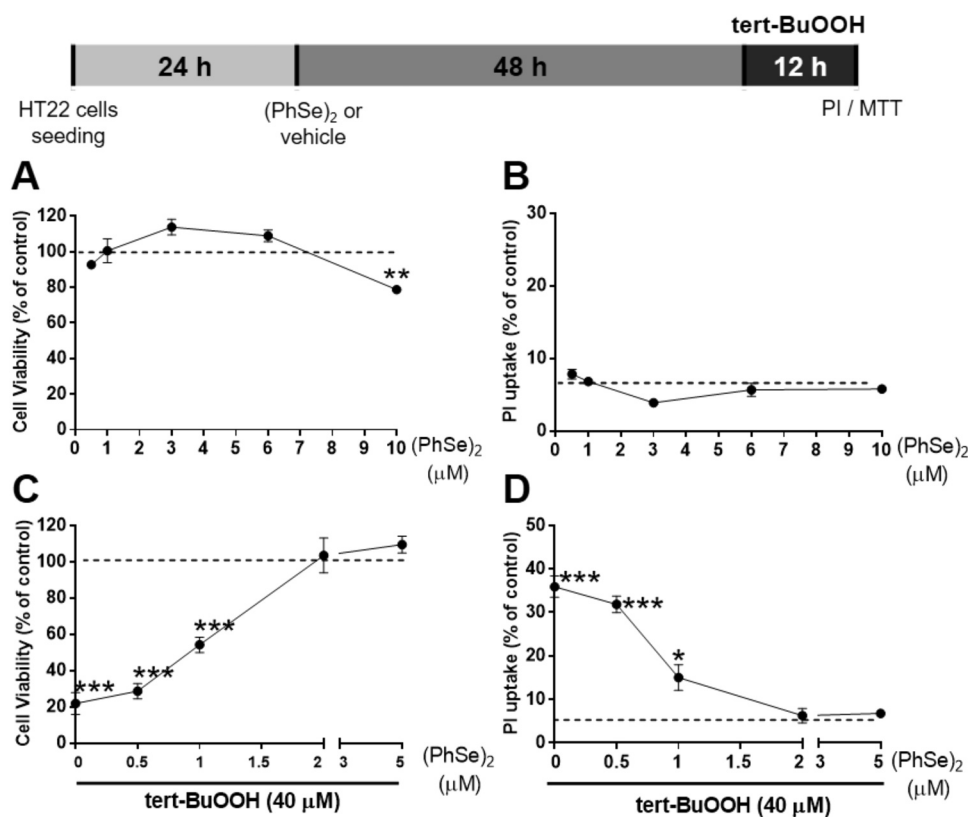 tert-BuOOH
24 h 48 h 12 h
HT22 cells
seeding
(PhSe)₂ or
vehicle
PI / MTT
A
Cell Viability (% of control)
120
100
80
60
40
20
0
**
0 1 2 3 4 5 6 7 8 9 10
(PhSe)₂
(μM)
B
PI uptake (% of control)
30
20
10
0
0 1 2 3 4 5 6 7 8 9 10
(PhSe)₂
(μM)
C
Cell Viability (% of control)
120
100
80
60
40
20
0
***
***
***
0 0.5 1 1.5 2 3 5
(PhSe)₂
(μM)
tert-BuOOH (40 μM)
D
PI uptake (% of control)
50
40
30
20
10
0
***
***
*
0 0.5 1 1.5 2 3 5
(PhSe)₂
(μM)
tert-BuOOH (40 μM)